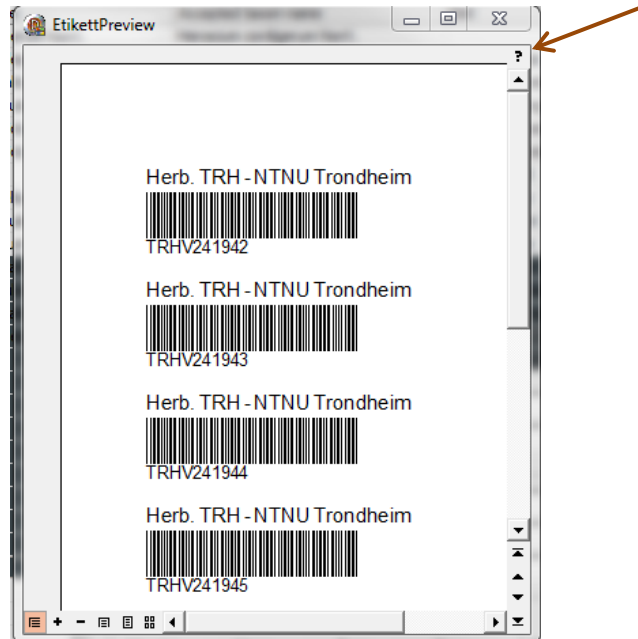 EtikettPreview
?
Herb. TRH - NTNU Trondheim
TRHV241942
Herb. TRH - NTNU Trondheim
TRHV241943
Herb. TRH - NTNU Trondheim
TRHV241944
Herb. TRH - NTNU Trondheim
TRHV241945